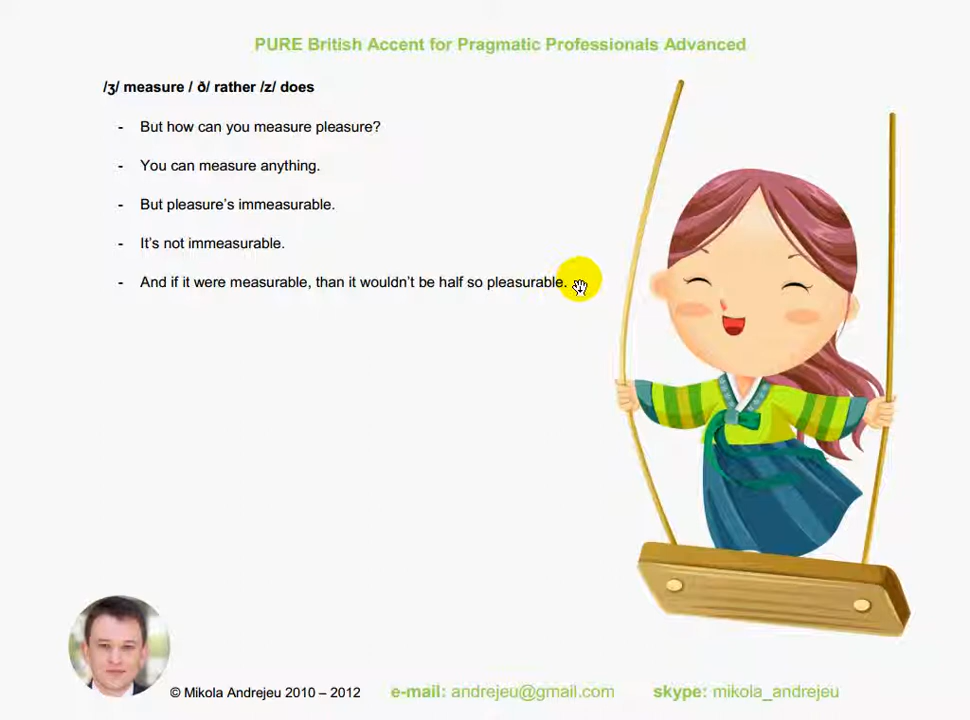 PURE British Accent for Pragmatic Professionals Advanced
/ʒ/ measure / ð/ rather /z/ does
- But how can you measure pleasure?
- You can measure anything.
- But pleasure’s immeasurable.
- It’s not immeasurable.
- And if it were measurable, than it wouldn’t be half so pleasurable.
© Mikola Andrejeu 2010 – 2012 e-mail: andrejeu@gmail.com skype: mikola_andrejeu